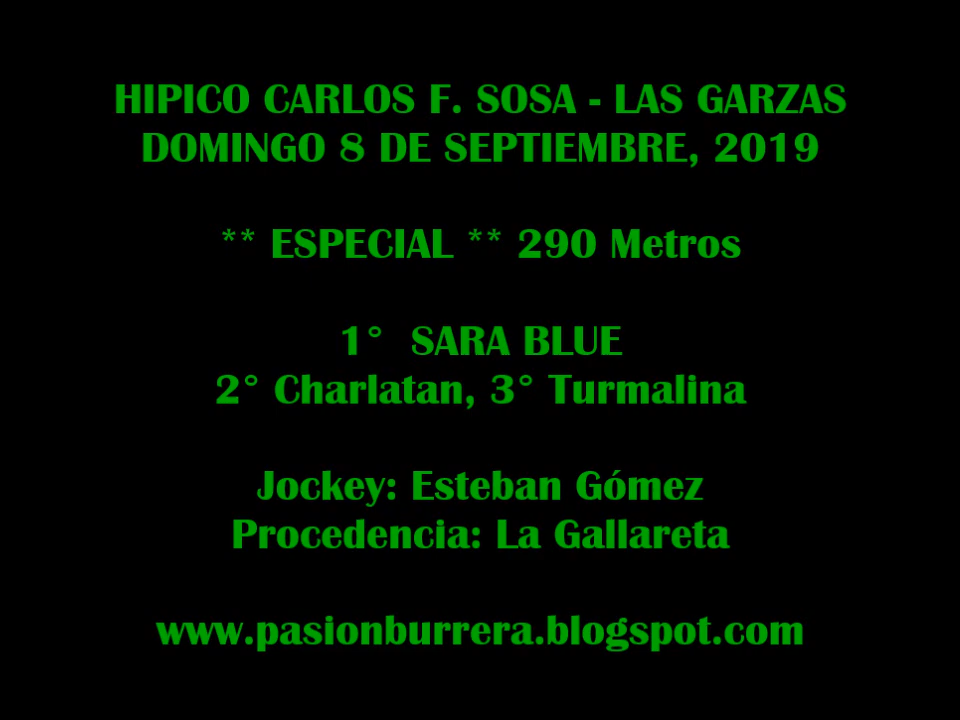 HIPICO CARLOS F. SOSA - LAS GARZAS
DOMINGO 8 DE SEPTIEMBRE, 2019
** ESPECIAL ** 290 Metros
1° SARA BLUE
2° Charlatan, 3° Turmalina
Jockey: Esteban Gómez
Procedencia: La Gallareta
www.pasionburrera.blogspot.com